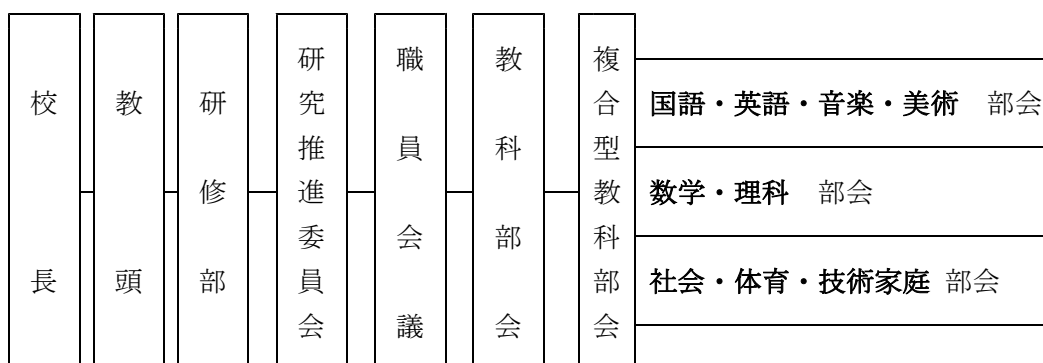 校長
教頭
研修部
研究推進委員会
職員会議
教科部会
複合型教科部会
国語・英語・音楽・美術　部会
数学・理科　部会
社会・体育・技術家庭 部会